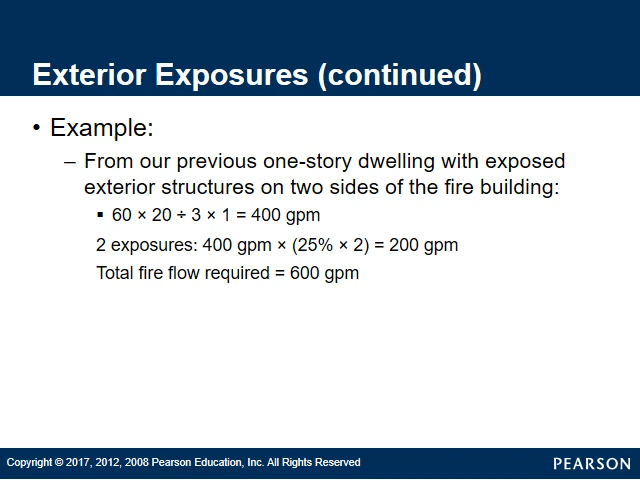 Exterior Exposures (continued)
• Example:
– From our previous one-story dwelling with exposed
exterior structures on two sides of the fire building:
▪ 60 × 20 ÷ 3 × 1 = 400 gpm
2 exposures: 400 gpm × (25% × 2) = 200 gpm
Total fire flow required = 600 gpm
Copyright © 2017, 2012, 2008 Pearson Education, Inc. All Rights Reserved
PEARSON